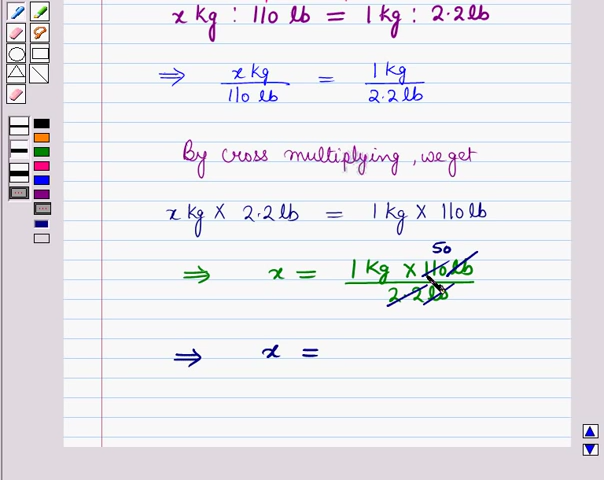 x kg : 110 lb = 1 kg : 2.2 lb
⇒ x kg / 110 lb = 1 kg / 2.2 lb
By cross multiplying, we get
x kg × 2.2 lb = 1 kg × 110 lb
50
⇒ x = 1 kg × 110 lb / 2.2 lb
⇒ x =